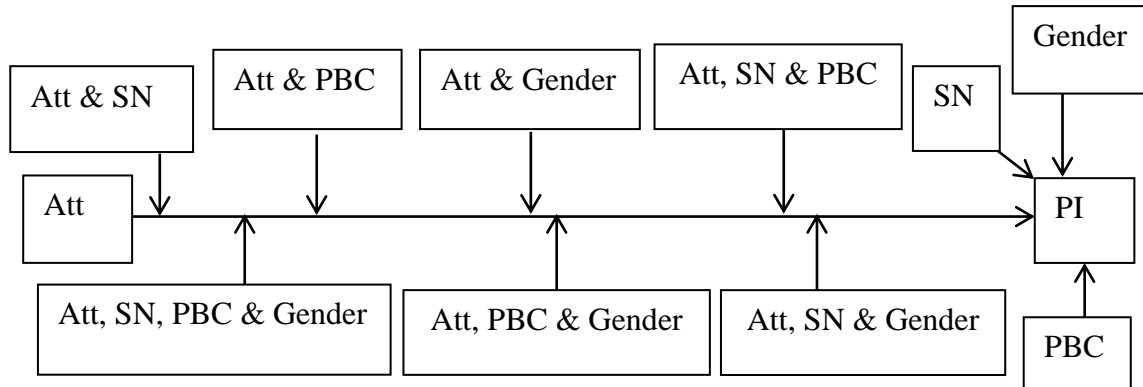 Gender
Att & PBC
Att & Gender
Att, SN & PBC
Att & SN
SN
Att
PI
Att, SN, PBC & Gender
Att, PBC & Gender
Att, SN & Gender
PBC